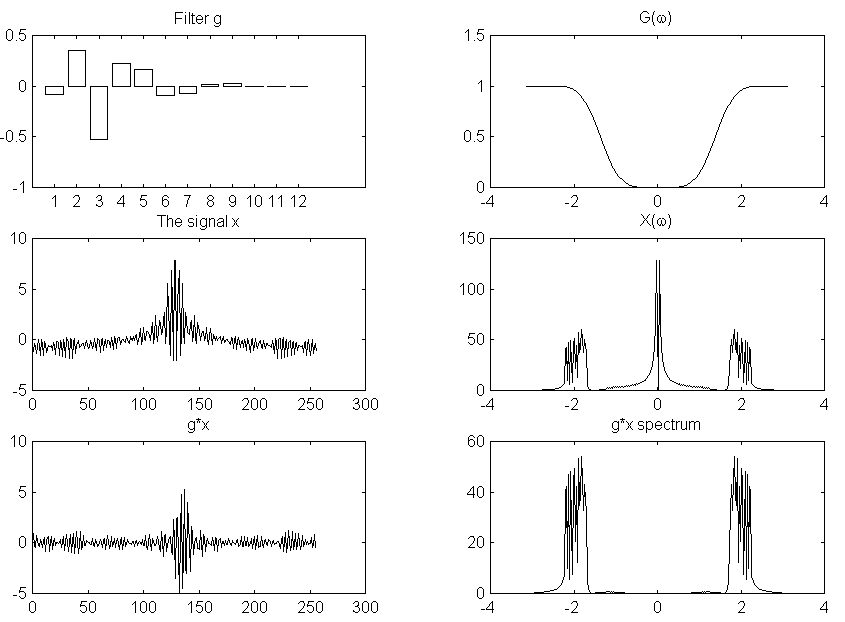 Filter g
0.5
0
-0.5
-1
1 2 3 4 5 6 7 8 9 10 11 12
G(ω)
1.5
1
0.5
0
-4 -2 0 2 4
The signal x
10
5
0
-5
0 50 100 150 200 250 300
X(ω)
150
100
50
0
-4 -2 0 2 4
g*x
10
5
0
-5
0 50 100 150 200 250 300
g*x spectrum
60
40
20
0
-4 -2 0 2 4